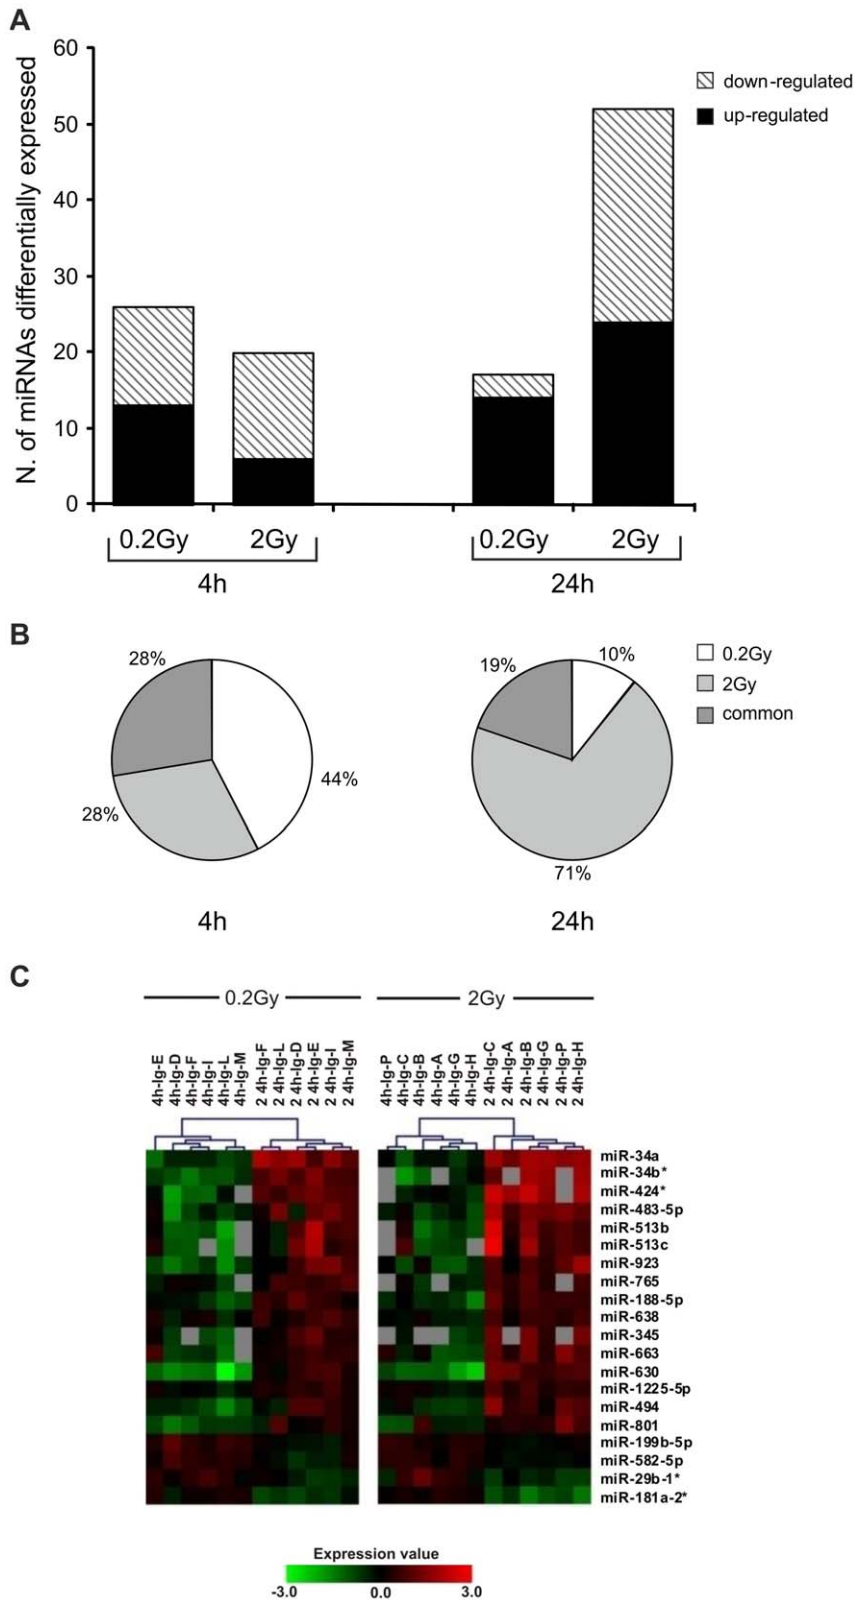 A
N. of miRNAs differentially expressed
60
50
40
30
20
10
0
down-regulated
up-regulated
0.2Gy 2Gy 0.2Gy 2Gy
4h 24h
B
28% 44% 28%
19% 10% 71%
0.2Gy
2Gy
common
4h 24h
C
0.2Gy 2Gy
4h-Ig-E
4h-Ig-D
4h-Ig-F
4h-Ig-I
4h-Ig-L
4h-Ig-M
2 4h-Ig-F
2 4h-Ig-L
2 4h-Ig-D
2 4h-Ig-E
2 4h-Ig-I
2 4h-Ig-M
4h-Ig-P
4h-Ig-C
4h-Ig-B
4h-Ig-A
4h-Ig-G
4h-Ig-H
2 4h-Ig-C
2 4h-Ig-A
2 4h-Ig-B
2 4h-Ig-G
2 4h-Ig-P
2 4h-Ig-H
miR-34a
miR-34b*
miR-424*
miR-483-5p
miR-513b
miR-513c
miR-923
miR-765
miR-188-5p
miR-638
miR-345
miR-663
miR-630
miR-1225-5p
miR-494
miR-801
miR-199b-5p
miR-582-5p
miR-29b-1*
miR-181a-2*
Expression value
-3.0 0.0 3.0